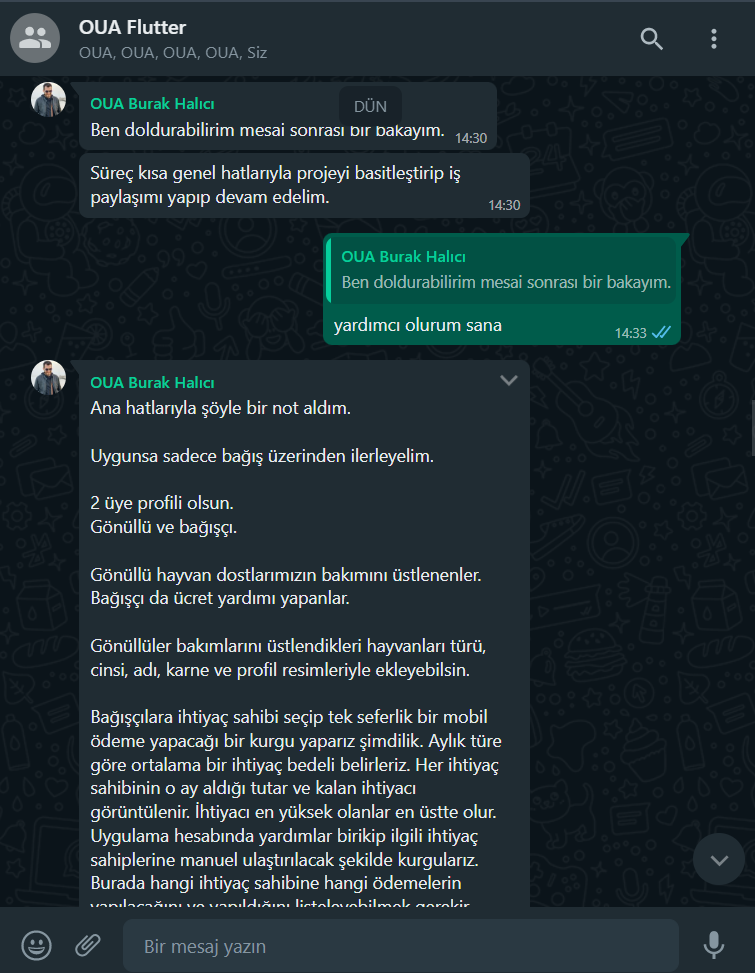 OUA Flutter
OUA, OUA, OUA, OUA, Siz
DÜN
OUA Burak Halıcı
Ben doldurabilirim mesai sonrası bir bakayım.
14:30
Süreç kısa genel hatlarıyla projeyi basitleştirip iş
paylaşımı yapıp devam edelim.
14:30
OUA Burak Halıcı
Ben doldurabilirim mesai sonrası bir bakayım.
yardımcı olurum sana
14:33
OUA Burak Halıcı
Ana hatlarıyla şöyle bir not aldım.
Uygunsa sadece bağış üzerinden ilerleyelim.
2 üye profili olsun.
Gönüllü ve bağışçı.
Gönüllü hayvan dostlarımızın bakımını üstlenenler.
Bağışçı da ücret yardımı yapanlar.
Gönüllüler bakımlarını üstlendikleri hayvanları türü,
cinsi, adı, karne ve profil resimleriyle ekleyebilsin.
Bağışçılara ihtiyaç sahibi seçip tek seferlik bir mobil
ödeme yapacağı bir kurgu yaparız şimdilik. Aylık türe
göre ortalama bir ihtiyaç bedeli belirleriz. Her ihtiyaç
sahibinin o ay aldığı tutar ve kalan ihtiyacı
görüntülenir. İhtiyacı en yüksek olanlar en üstte olur.
Uygulama hesabında yardımlar birikip ilgili ihtiyaç
sahiplerine manuel ulaştırılacak şekilde kurgularız.
Burada hangi ihtiyaç sahibine hangi ödemelerin
yapılacağını ve yapıldığını listeleyebilmek gerekir
Bir mesaj yazın